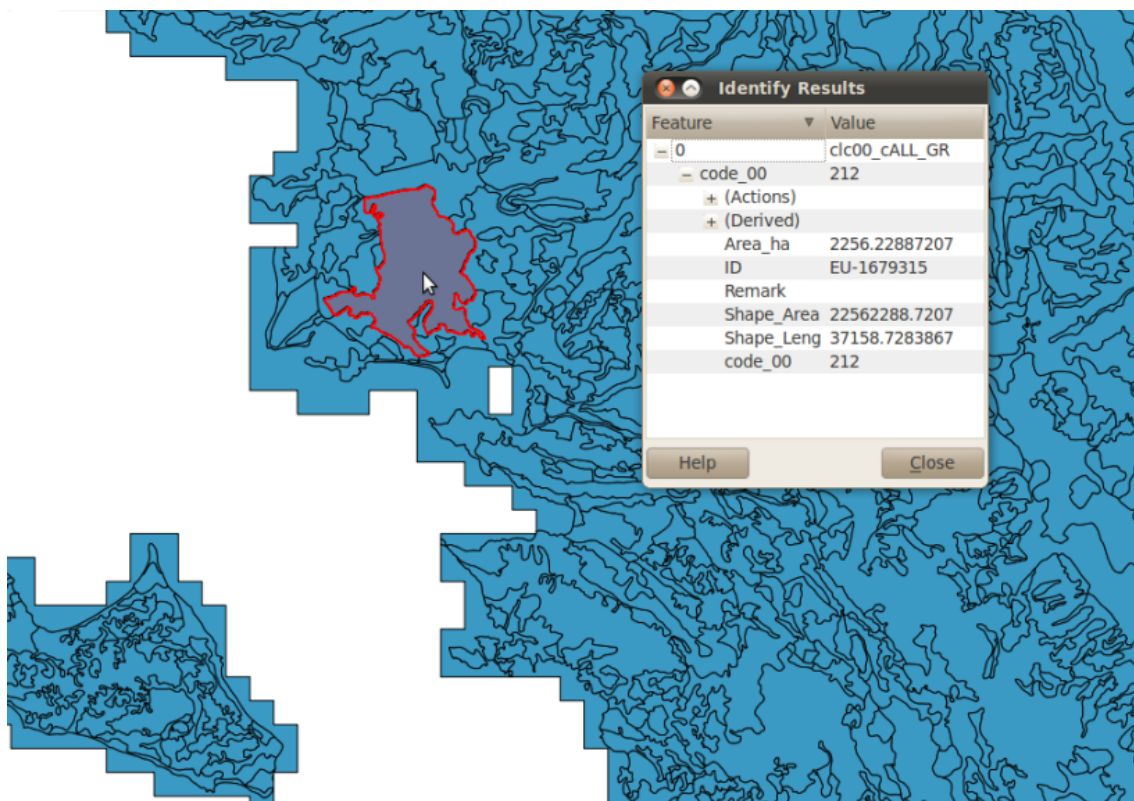 Identify Results
Feature Value
0 clc00_cALL_GR
code_00 212
(Actions)
(Derived)
Area_ha 2256.22887207
ID EU-1679315
Remark
Shape_Area 22562288.7207
Shape_Leng 37158.7283867
code_00 212
Help Close